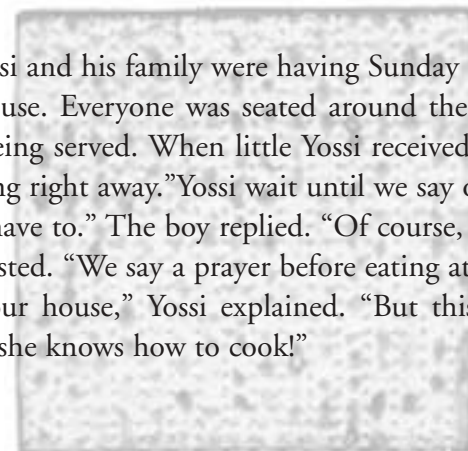 si and his family were having Sunday
use. Everyone was seated around the
eing served. When little Yossi received
ng right away.”Yossi wait until we say o
have to.” The boy replied. “Of course,
sted. “We say a prayer before eating at
our house,” Yossi explained. “But this
she knows how to cook!”